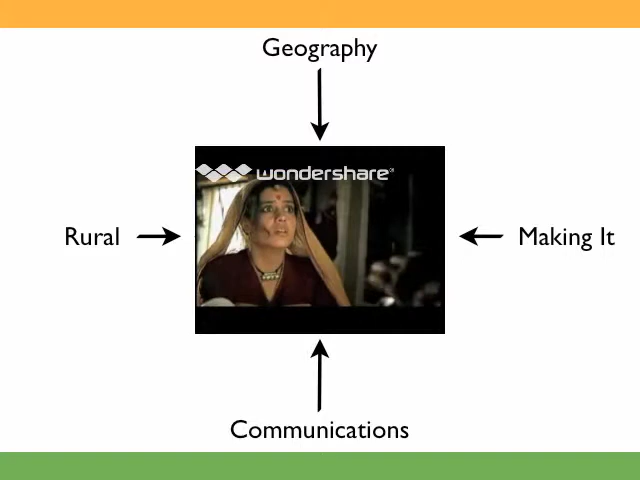 Geography
wondershare
Rural
Making It
Communications